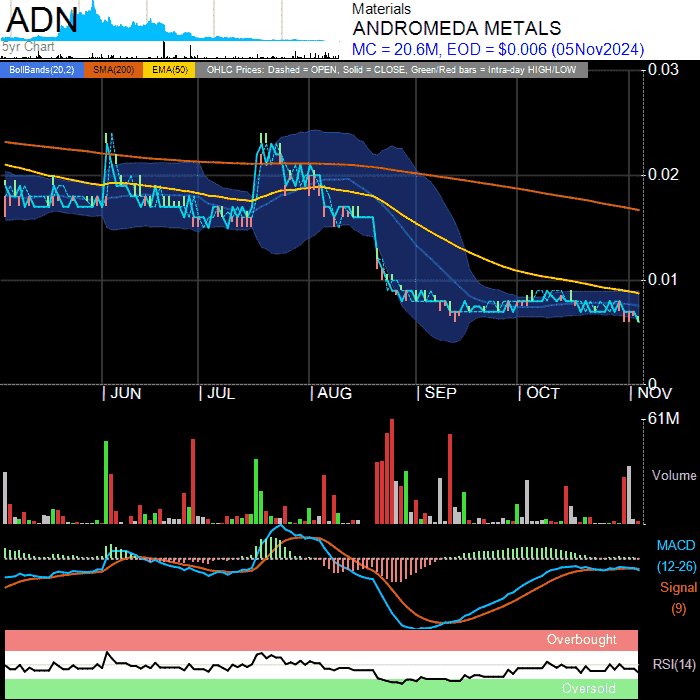 ADN
5yr Chart
Materials
ANDROMEDA METALS
MC = 20.6M, EOD = $0.006 (05Nov2024)
BollBands(20,2) SMA(200) EMA(50) OHLC Prices: Dashed = OPEN, Solid = CLOSE, Green/Red bars = Intra-day HIGH/LOW
0.03
0.02
0.01
0
JUN JUL AUG SEP OCT NOV
61M
Volume
MACD
(12-26)
Signal
(9)
Overbought
RSI(14)
Oversold